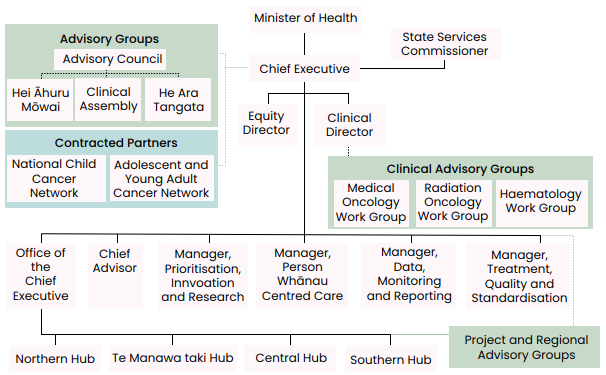 Minister of Health
State Services
Commissioner
Chief Executive
Advisory Groups
Advisory Council
Hei Āhuru
Mōwai
Clinical
Assembly
He Ara
Tangata
Contracted Partners
National Child
Cancer
Network
Adolescent and
Young Adult
Cancer Network
Equity
Director
Clinical
Director
Clinical Advisory Groups
Medical
Oncology
Work Group
Radiation
Oncology
Work Group
Haematology
Work Group
Office of
the
Chief
Executive
Chief
Advisor
Manager,
Prioritisation,
Innvoation
and Research
Manager,
Person
Whānau
Centred Care
Manager,
Data,
Monitoring
and Reporting
Manager,
Treatment,
Quality and
Standardisation
Northern Hub
Te Manawa taki Hub
Central Hub
Southern Hub
Project and Regional
Advisory Groups